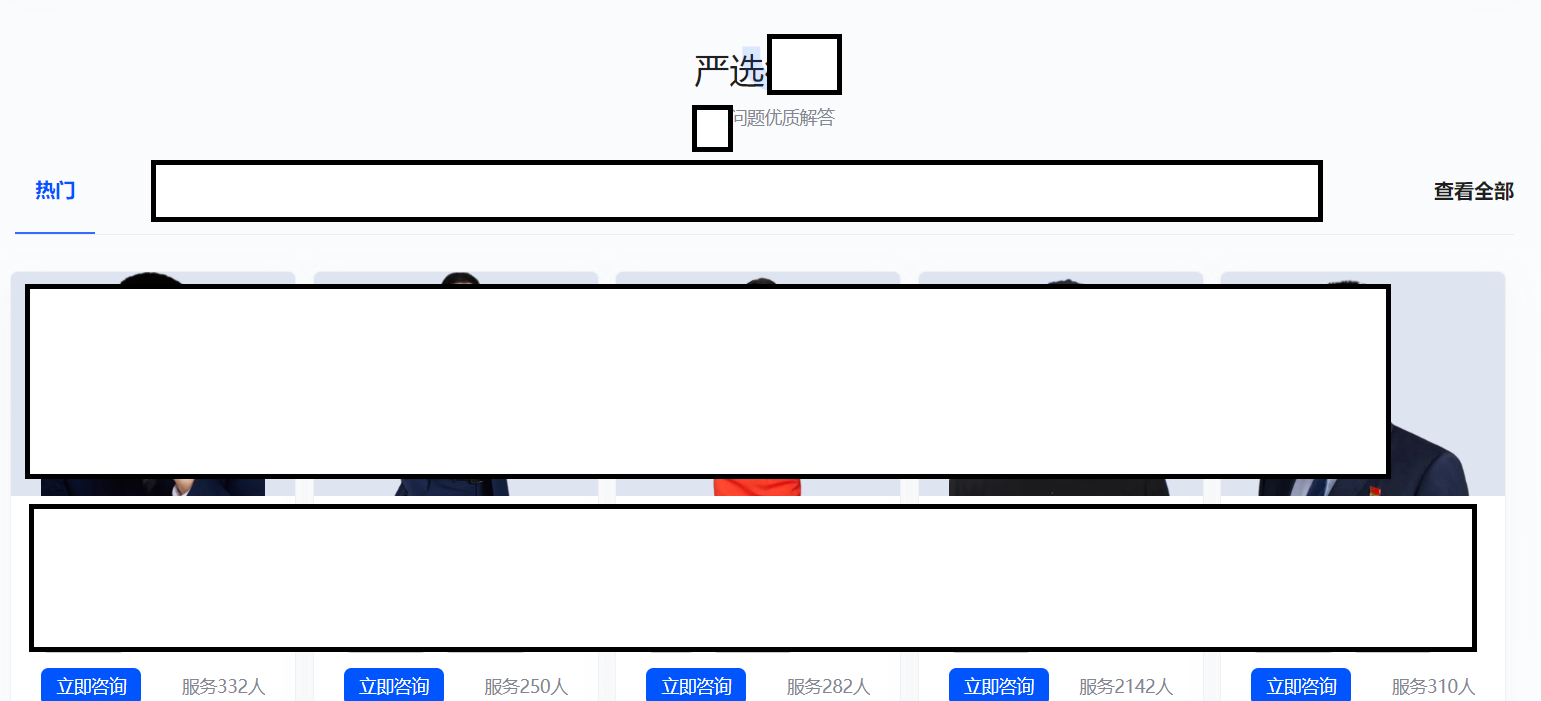 严选
问题优质解答
热门
查看全部
立即咨询 服务332人 立即咨询 服务250人 立即咨询 服务282人 立即咨询 服务2142人 立即咨询 服务310人